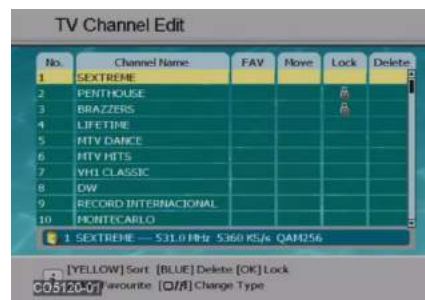 TV Channel Edit
No. Channel Name FAV Move Lock Delete
1 SEXTREME
2 PENTHOUSE
3 BRAZZERS
4 LIFETIME
5 MTV DANCE
6 MTV HITS
7 VH1 CLASSIC
8 DW
9 RECORD INTERNACIONAL
10 MONTECARLO
1 SEXTREME --- 531.0 MHz 5360 KS/s QAM256
[YELLOW] Sort [BLUE] Delete [OK] Lock
CO5120-01 Favourite [ / ] Change Type